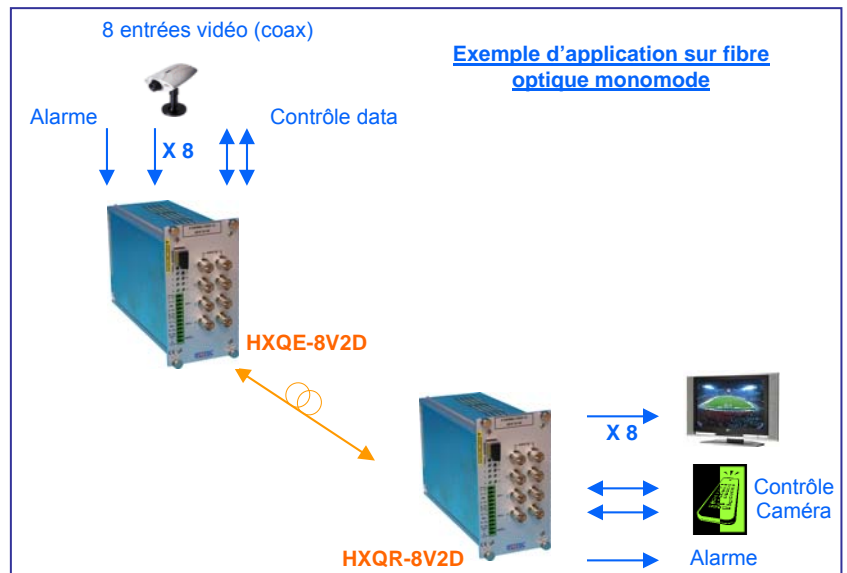 8 entrées vidéo (coax)
Exemple d'application sur fibre
optique monomode
Alarme
Contrôle data
X 8
HXQE-8V2D
X 8
Contrôle
Caméra
HXQR-8V2D
Alarme